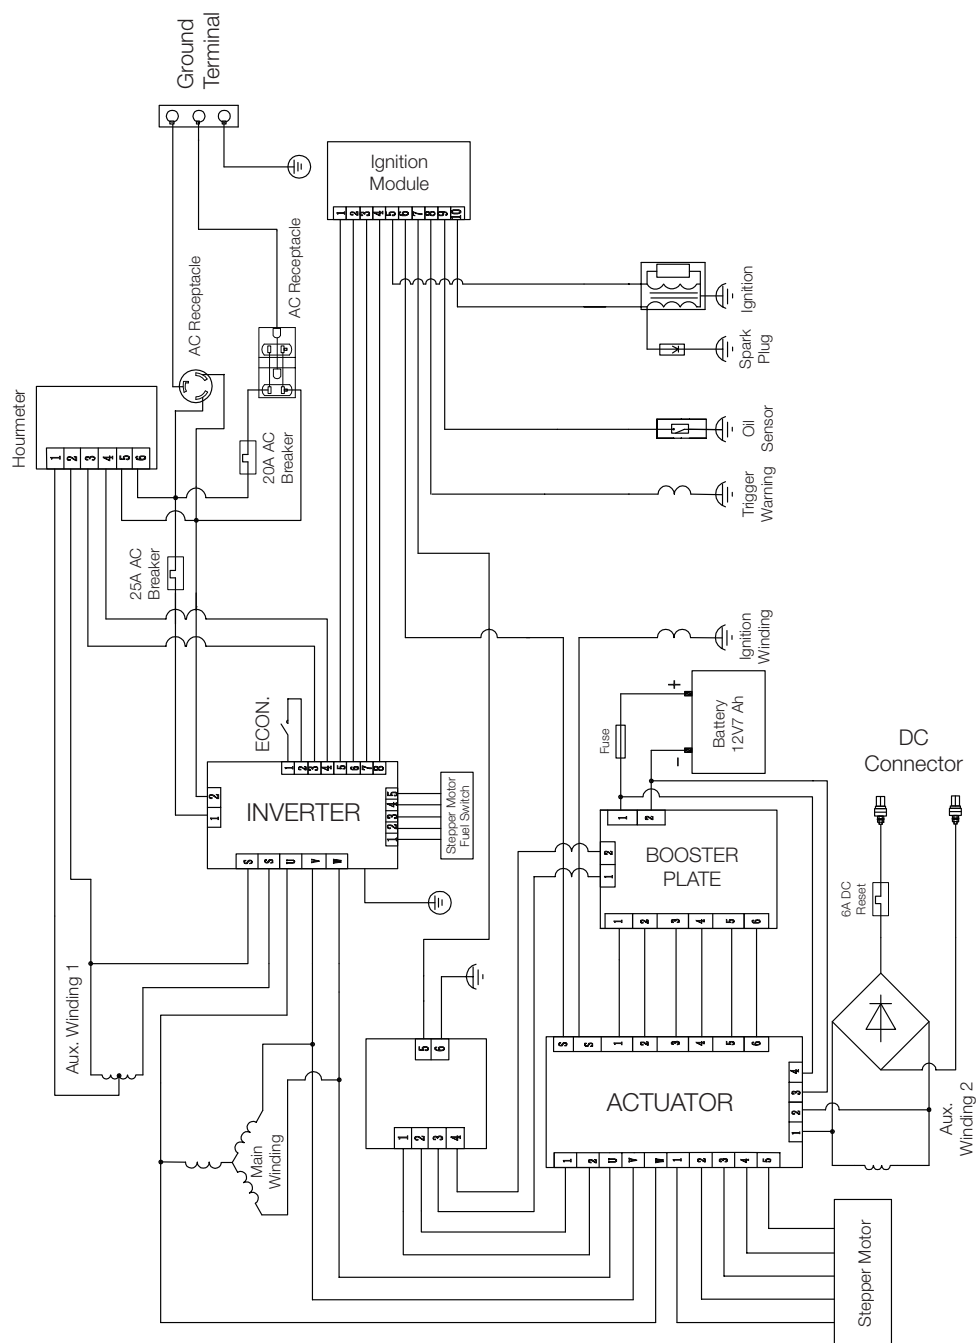 Ground
Terminal
Ignition
Module
1
2
3
4
5
6
7
8
9
10
AC Receptacle
AC Receptacle
Hourmeter
1
2
3
4
5
6
20A AC
Breaker
25A AC
Breaker
Ignition
Spark
Plug
Oil
Sensor
Trigger
Warning
Ignition
Winding
ECON.
1
2
3
4
5
6
7
8
1
2
INVERTER
S
S
U
V
W
1
2
3
4
5
Stepper Motor
Fuel Switch
Fuse
+
-
Battery
12V7 Ah
DC
Connector
1
2
1
2
BOOSTER
PLATE
1
2
3
4
5
6
6A DC
Reset
Aux. Winding 1
Main
Winding
5
6
1
2
3
4
S
S
1
2
3
4
5
6
ACTUATOR
1
2
3
4
1
2
U
V
W
1
2
3
4
5
Aux.
Winding 2
Stepper Motor